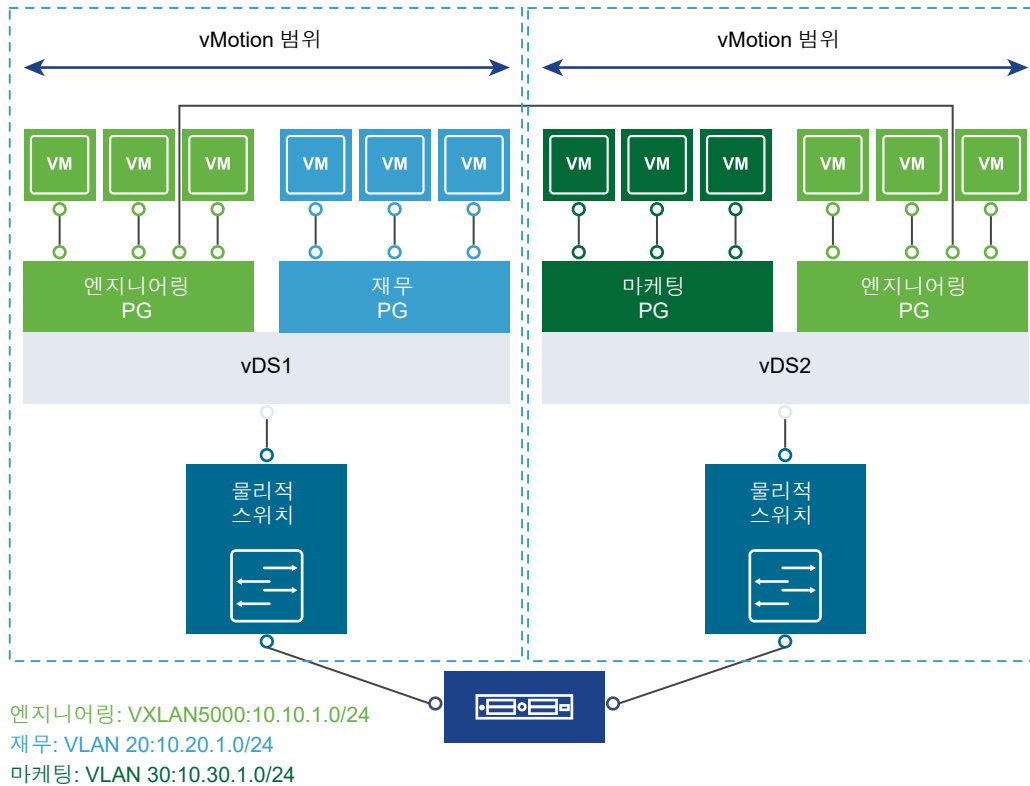 vMotion 범위
vMotion 범위
VM
VM
VM
VM
VM
VM
VM
VM
VM
VM
VM
VM
엔지니어링
PG
재무
PG
마케팅
PG
엔지니어링
PG
vDS1
vDS2
물리적
스위치
물리적
스위치
엔지니어링: VXLAN5000:10.10.1.0/24
재무: VLAN 20:10.20.1.0/24
마케팅: VLAN 30:10.30.1.0/24